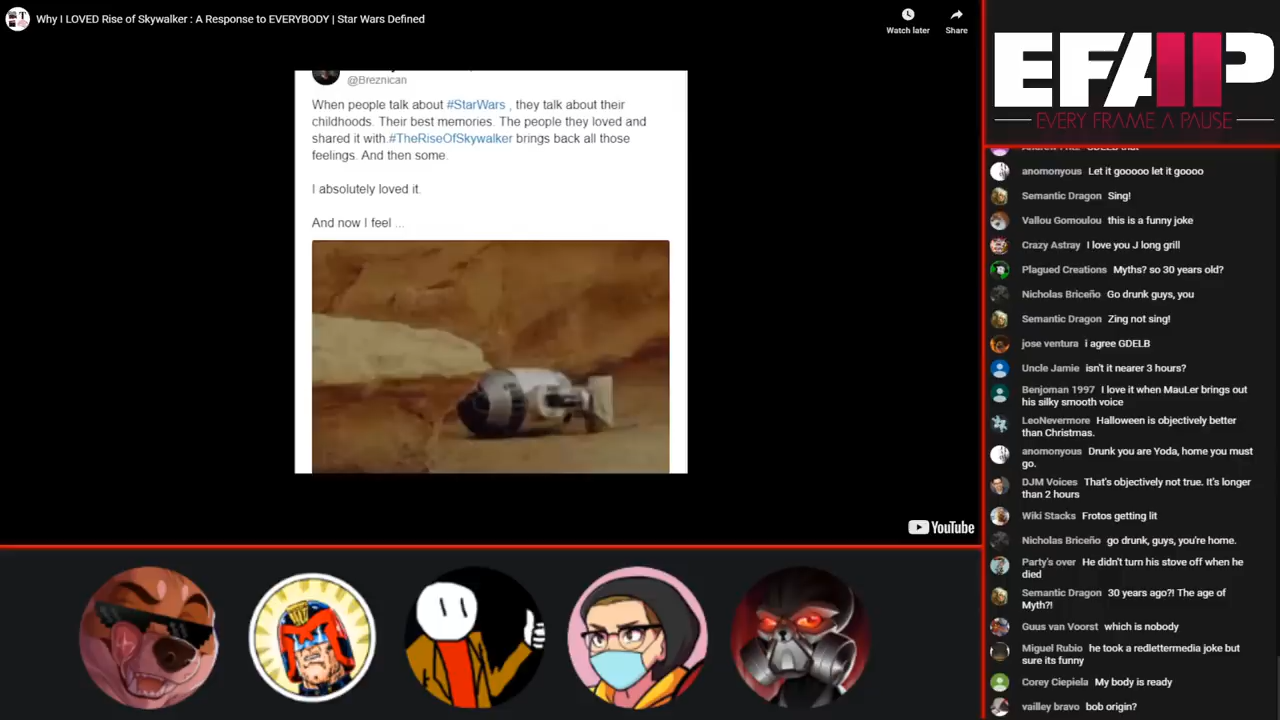 Why I LOVED Rise of Skywalker : A Response to EVERYBODY | Star Wars Defined
Watch later
Share
@Breznican
When people talk about #StarWars , they talk about their
childhoods. Their best memories. The people they loved and
shared it with.#TheRiseOfSkywalker brings back all those
feelings. And then some.
I absolutely loved it.
And now I feel ...
YouTube
EFAP
EVERY FRAME A PAUSE
anomonyous Let it gooooo let it goooo
Semantic Dragon Sing!
Vallou Gomoulou this is a funny joke
Crazy Astray I love you J long grill
Plagued Creations Myths? so 30 years old?
Nicholas Briceño Go drunk guys, you
Semantic Dragon Zing not sing!
jose ventura i agree GDELB
Uncle Jamie isn't it nearer 3 hours?
Benjoman 1997 I love it when MauLer brings out
his silky smooth voice
LeoNevermore Halloween is objectively better
than Christmas.
anomonyous Drunk you are Yoda, home you must
go.
DJM Voices That's objectively not true. It's longer
than 2 hours
Wiki Stacks Frotos getting lit
Nicholas Briceño go drunk, guys, you're home.
Party's over He didn't turn his stove off when he
died
Semantic Dragon 30 years ago?! The age of
Myth?!
Guus van Voorst which is nobody
Miguel Rubio he took a redlettermedia joke but
sure its funny
Corey Ciepiela My body is ready
vailley bravo bob origin?